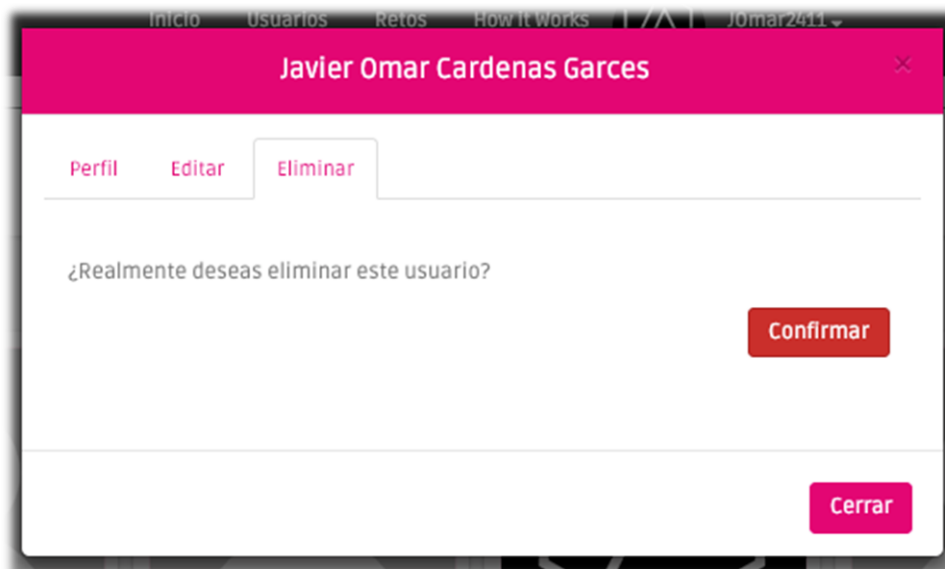 Inicio Usuarios Retos How it Works JOmar2411
Javier Omar Cardenas Garces ×
Perfil Editar Eliminar
¿Realmente deseas eliminar este usuario?
Confirmar
Cerrar